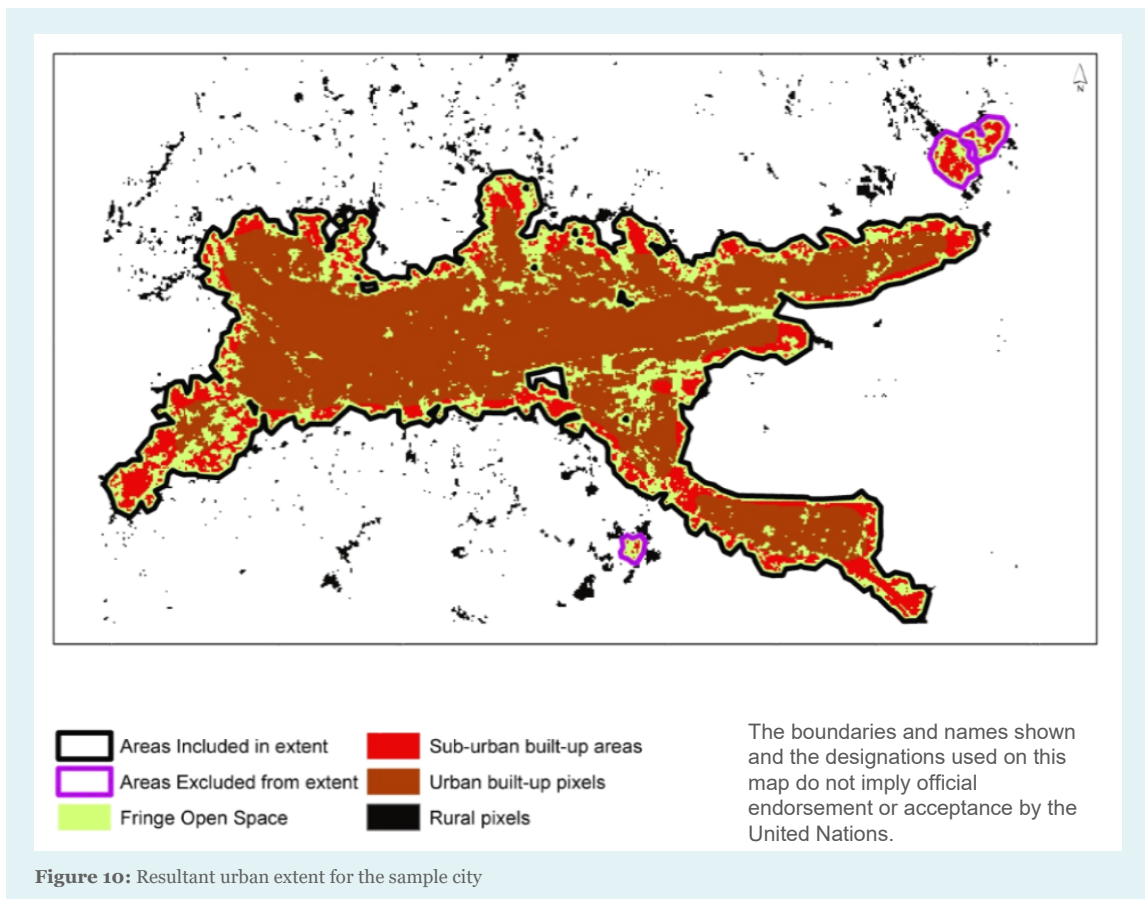 N
Areas Included in extent
Areas Excluded from extent
Fringe Open Space
Sub-urban built-up areas
Urban built-up pixels
Rural pixels
The boundaries and names shown
and the designations used on this
map do not imply official
endorsement or acceptance by the
United Nations.
Figure 10: Resultant urban extent for the sample city